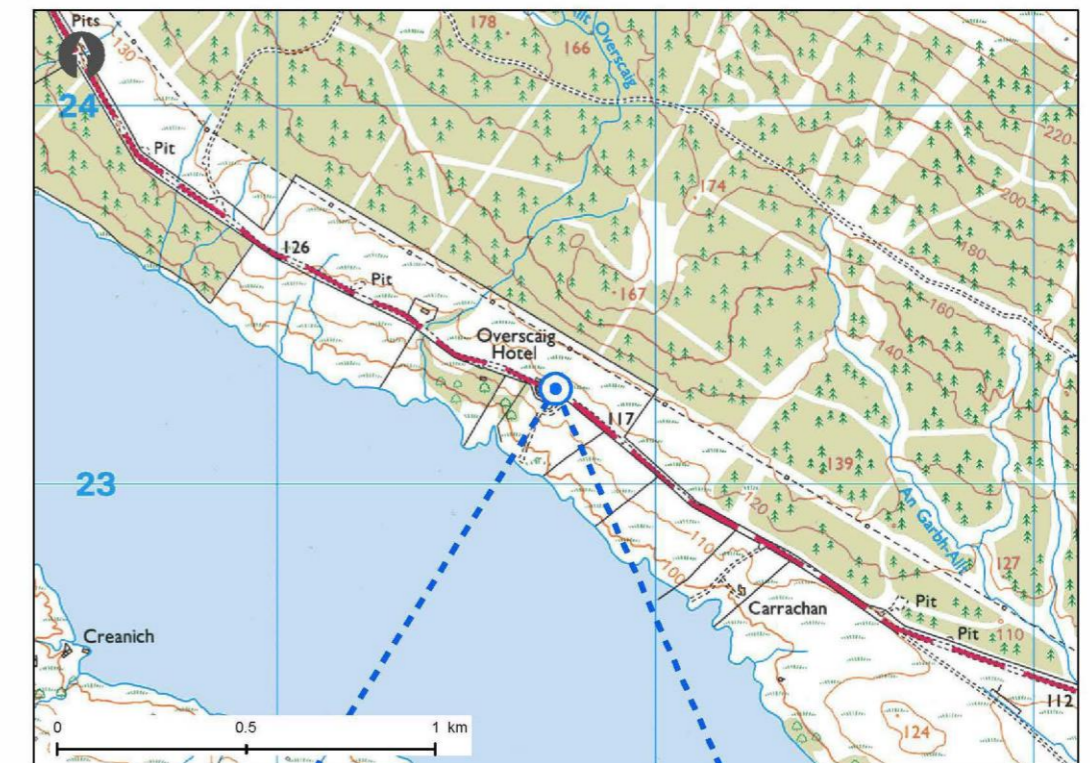 Pits
130
178
Allt Overscaig
166
24
220
Pit
174
200
126
180
Pit
167
160
Overscaig
Hotel
140
117
139
23
120
An Garbh-Allt
110
127
100
Carrachan
Pit
Creanich
Pit
110
112
0 0.5 1 km
124